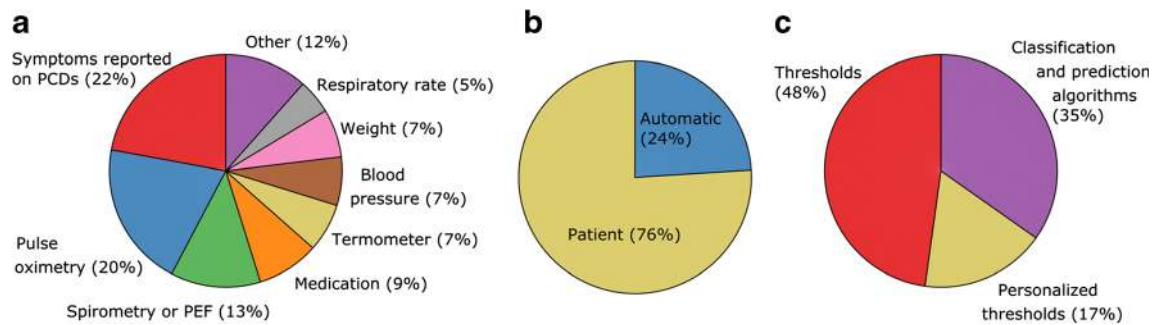 a
Symptoms reported
on PCDs (22%)
Other (12%)
Respiratory rate (5%)
Weight (7%)
Blood
pressure (7%)
Termometer (7%)
Medication (9%)
Spirometry or PEF (13%)
Pulse
oximetry (20%)
b
Automatic
(24%)
Patient (76%)
c
Thresholds
(48%)
Classification
and prediction
algorithms
(35%)
Personalized
thresholds (17%)